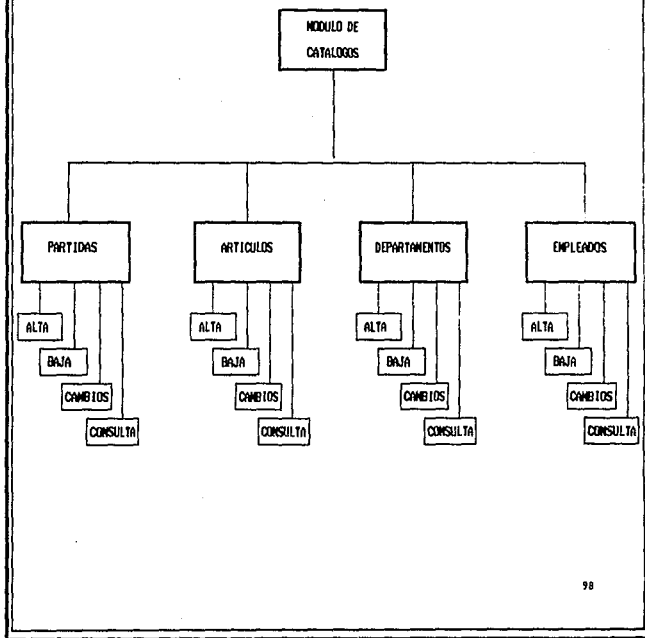 MODULO DE
CATALOGOS
PARTIDAS
ARTICULOS
DEPARTAMENTOS
EMPLEADOS
ALTA
ALTA
ALTA
ALTA
BAJA
BAJA
BAJA
BAJA
CAMBIOS
CAMBIOS
CAMBIOS
CAMBIOS
CONSULTA
CONSULTA
CONSULTA
CONSULTA
98